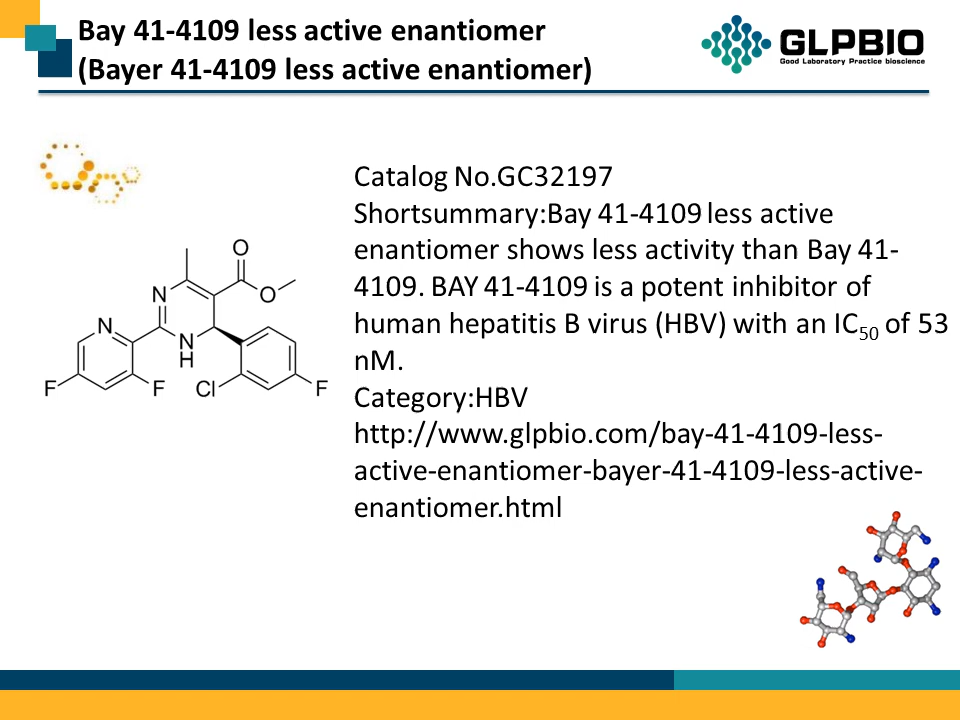 Bay 41-4109 less active enantiomer
(Bayer 41-4109 less active enantiomer)
GLPBIO
Good Laboratory Practice bioscience
Catalog No.GC32197
Shortsummary:Bay 41-4109 less active
enantiomer shows less activity than Bay 41-
4109. BAY 41-4109 is a potent inhibitor of
human hepatitis B virus (HBV) with an IC50 of 53
nM.
Category:HBV
http://www.glpbio.com/bay-41-4109-less-
active-enantiomer-bayer-41-4109-less-active-
enantiomer.html
O
N
O
N
N
H
F
F
Cl
F